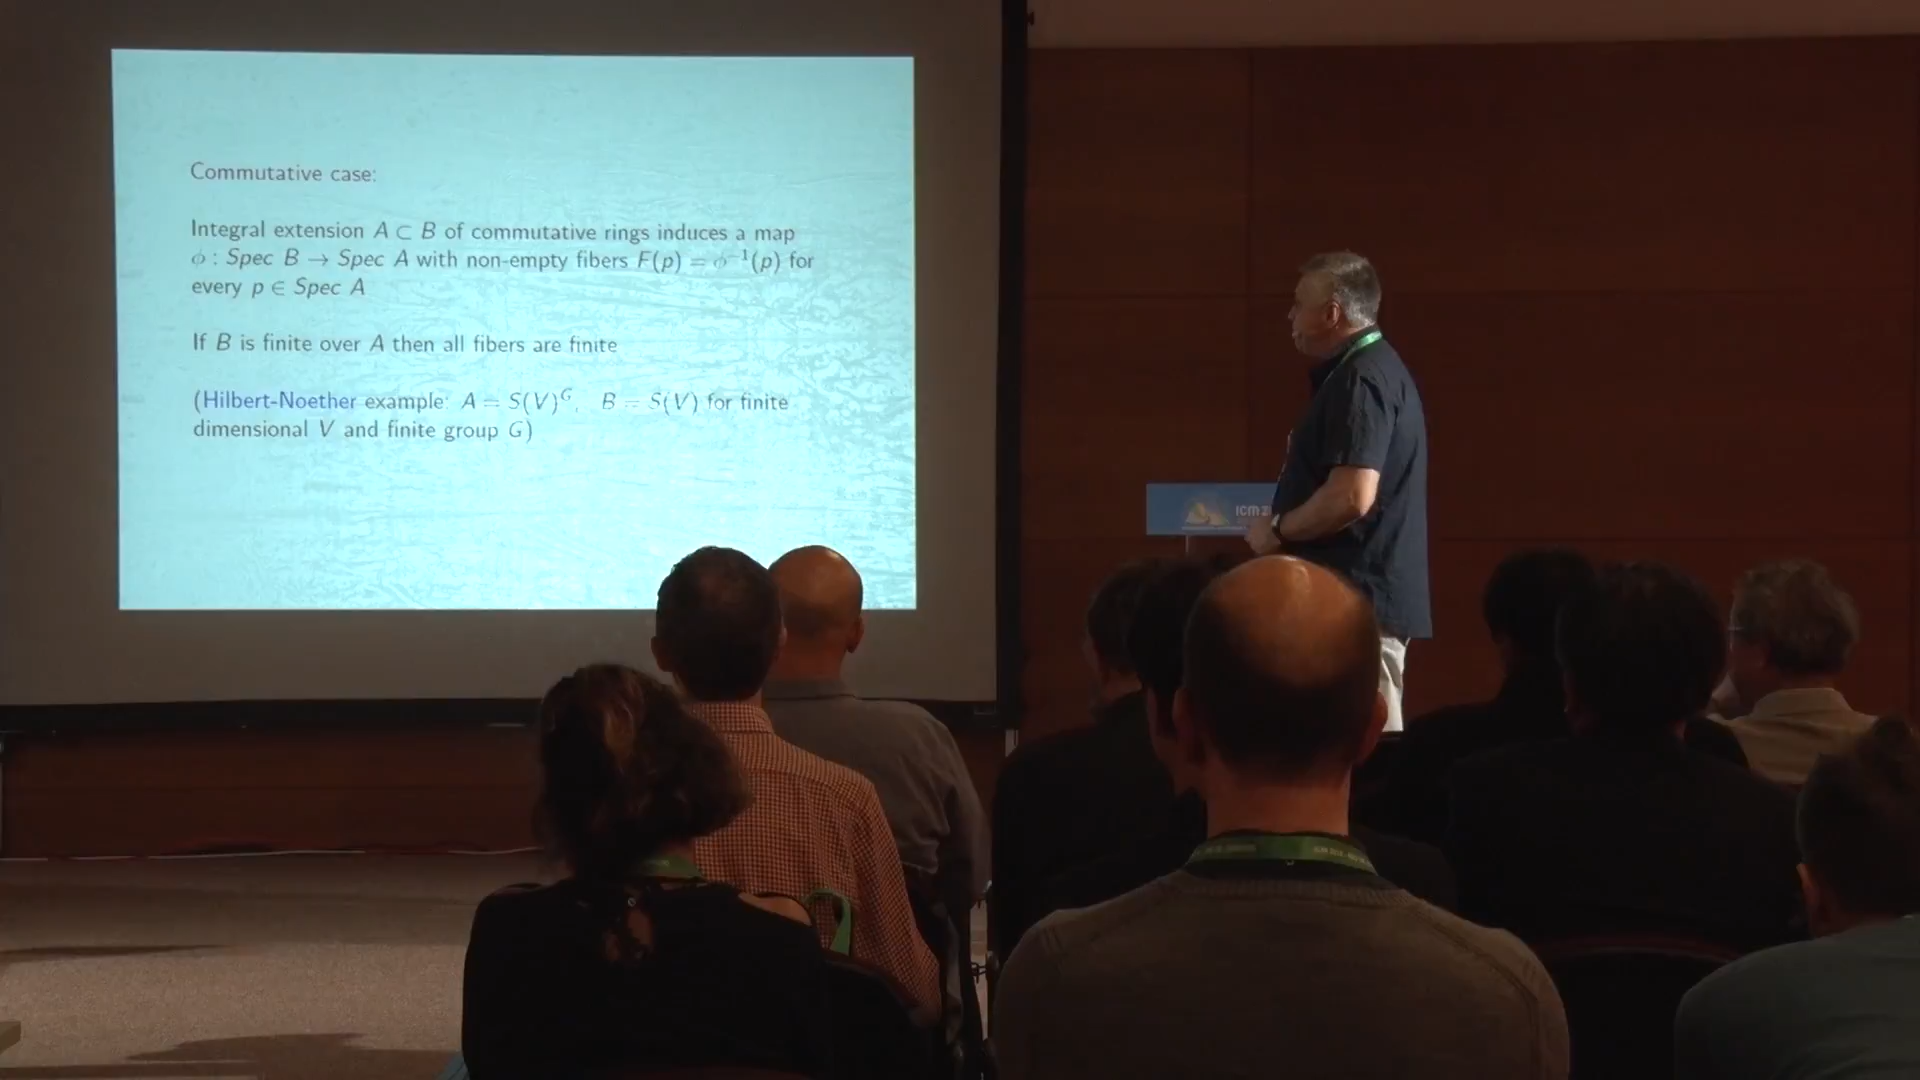 Commutative case:
Integral extension A ⊂ B of commutative rings induces a map
ϕ : Spec B → Spec A with non-empty fibers F(p) = ϕ⁻¹(p) for
every p ∈ Spec A
If B is finite over A then all fibers are finite
(Hilbert-Noether example: A = S(V)ᴳ, B = S(V) for finite
dimensional V and finite group G)
ICM